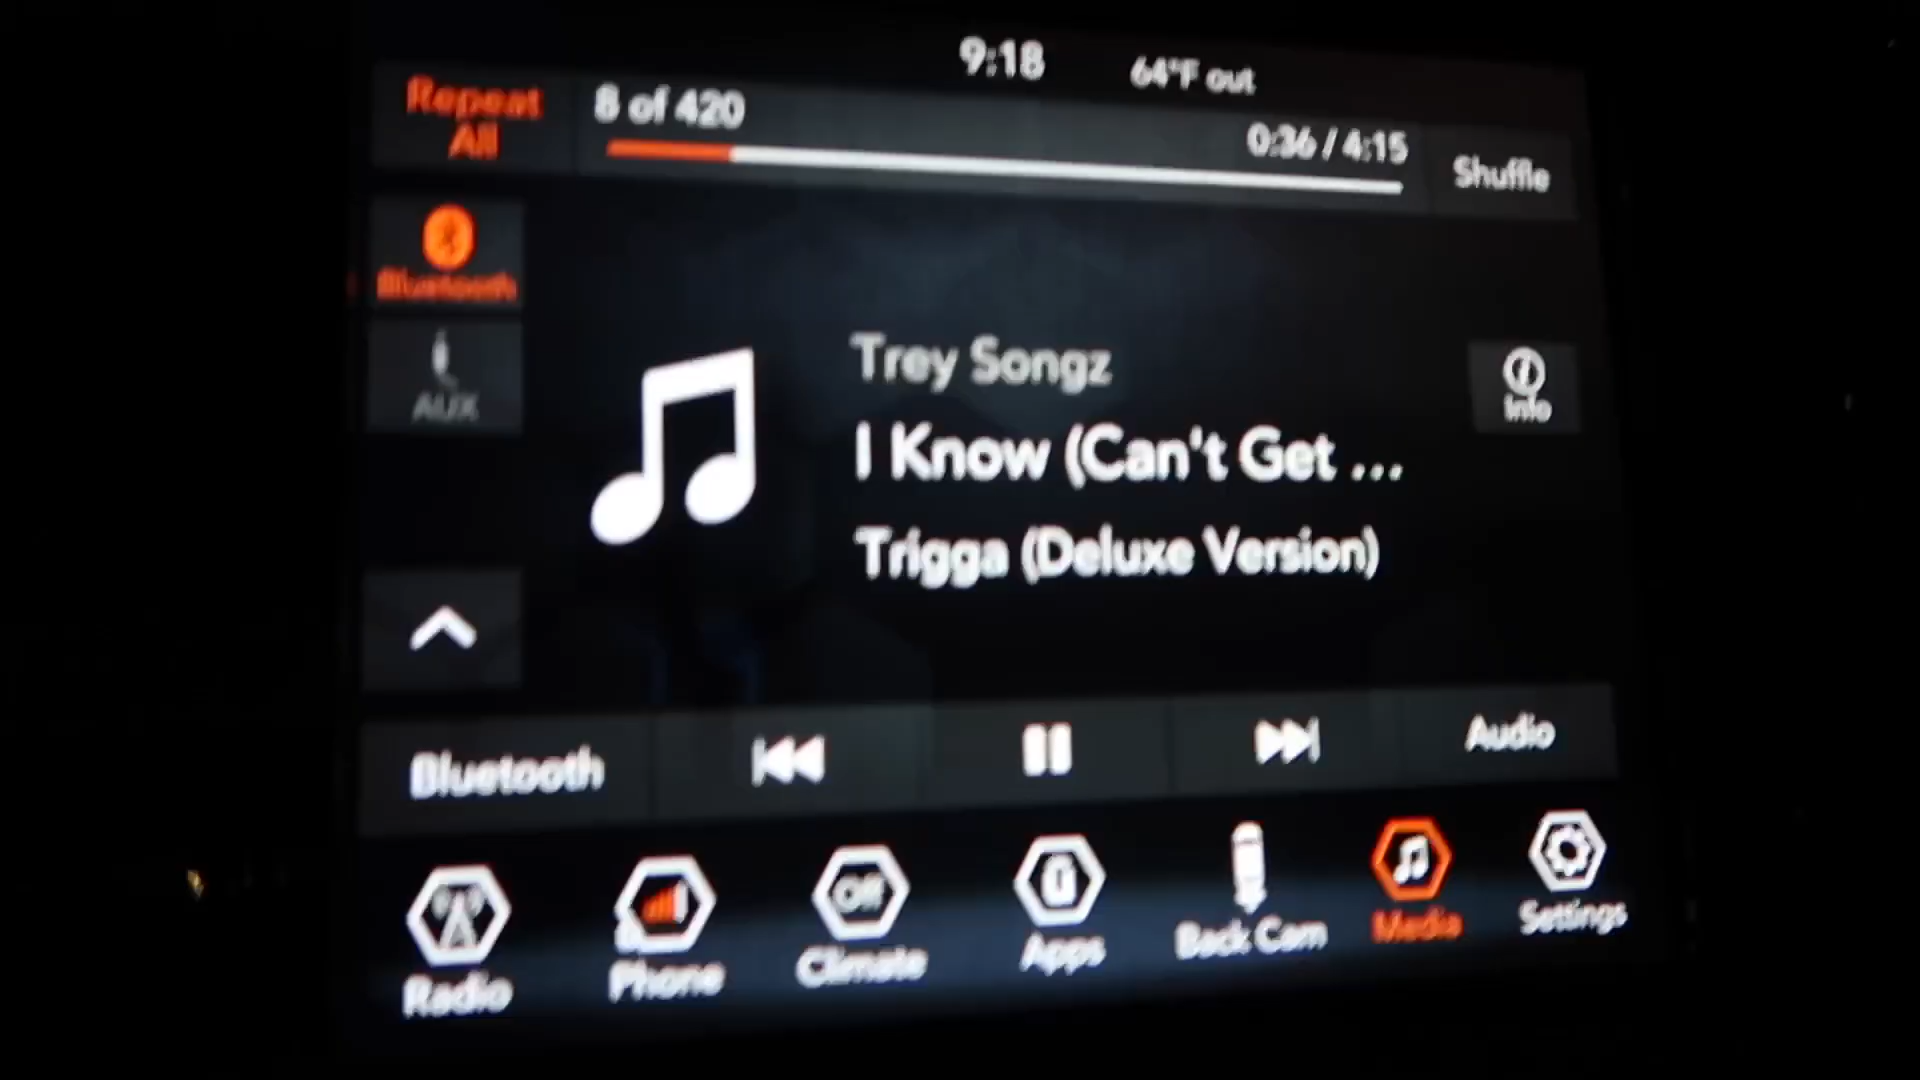 9:18
64°F out
Repeat
All
8 of 420
0:36 / 4:15
Shuffle
Bluetooth
AUX
Trey Songz
I Know (Can't Get ...
Trigga (Deluxe Version)
Info
Bluetooth
Audio
Radio
Phone
Off
Climate
Apps
Back Cam
Media
Settings